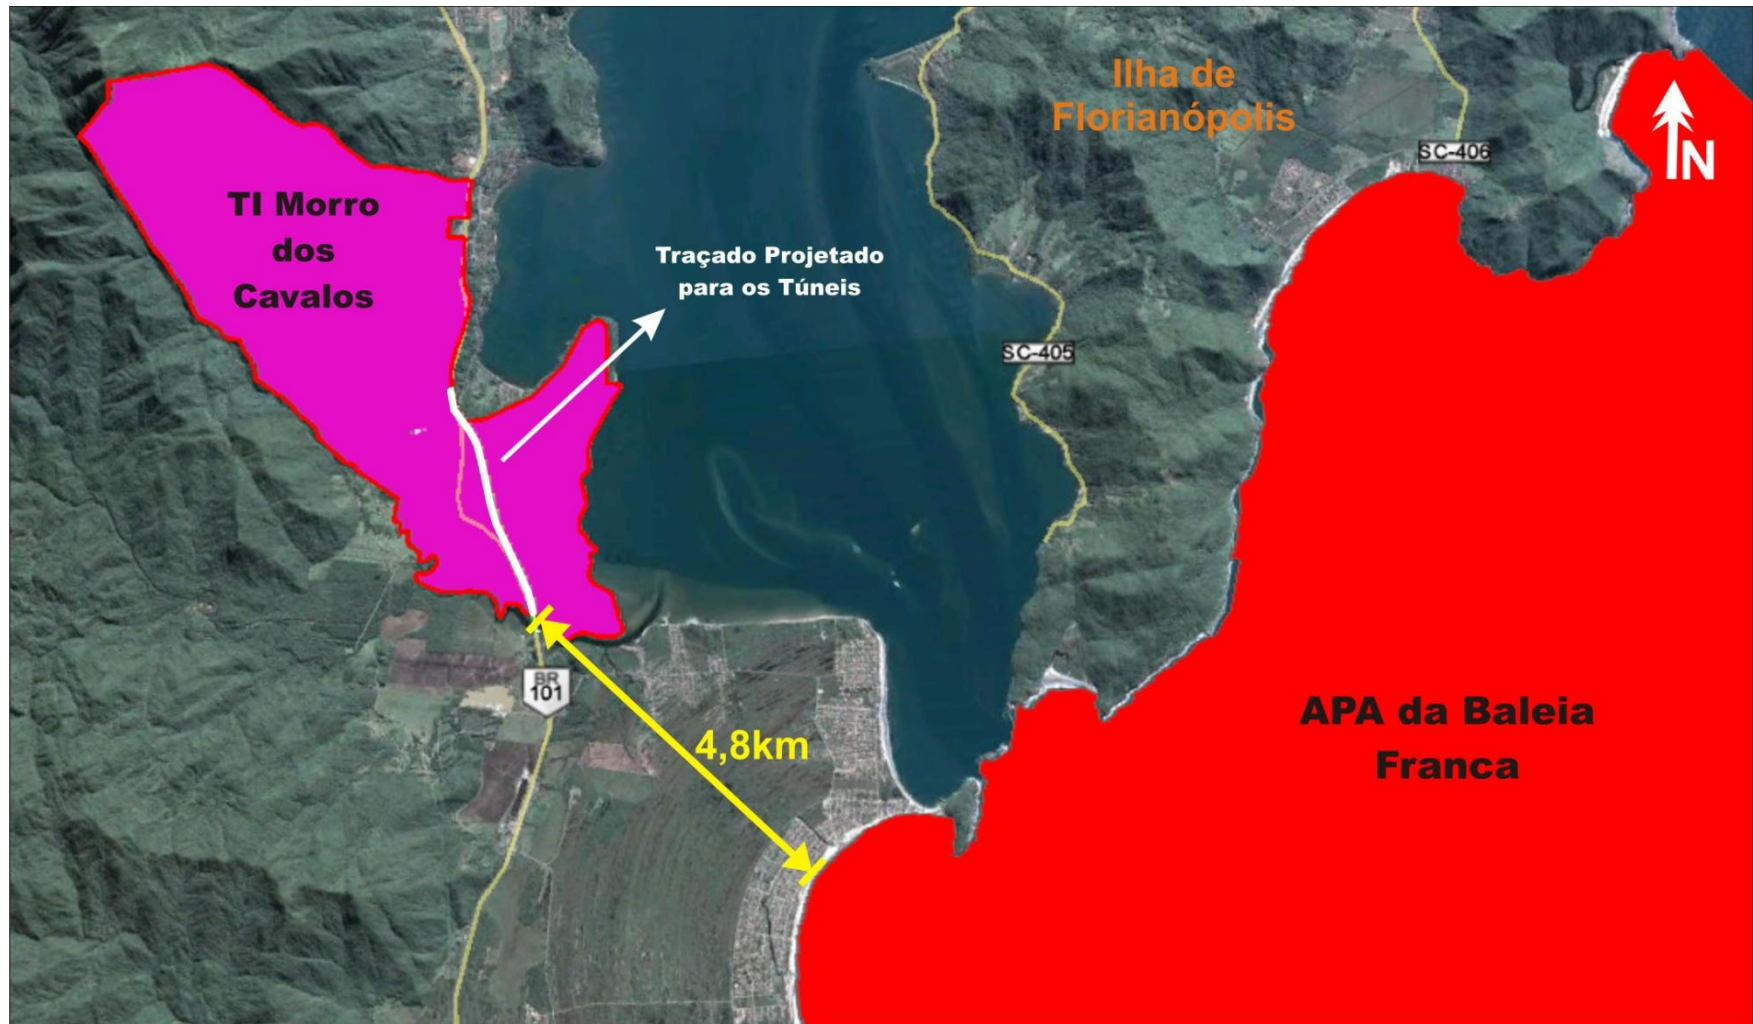 Ilha de
Florianópolis
SC-406
N
TI Morro
dos
Cavalos
Traçado Projetado
para os Túneis
SC-405
BR
101
4,8km
APA da Baleia
Franca